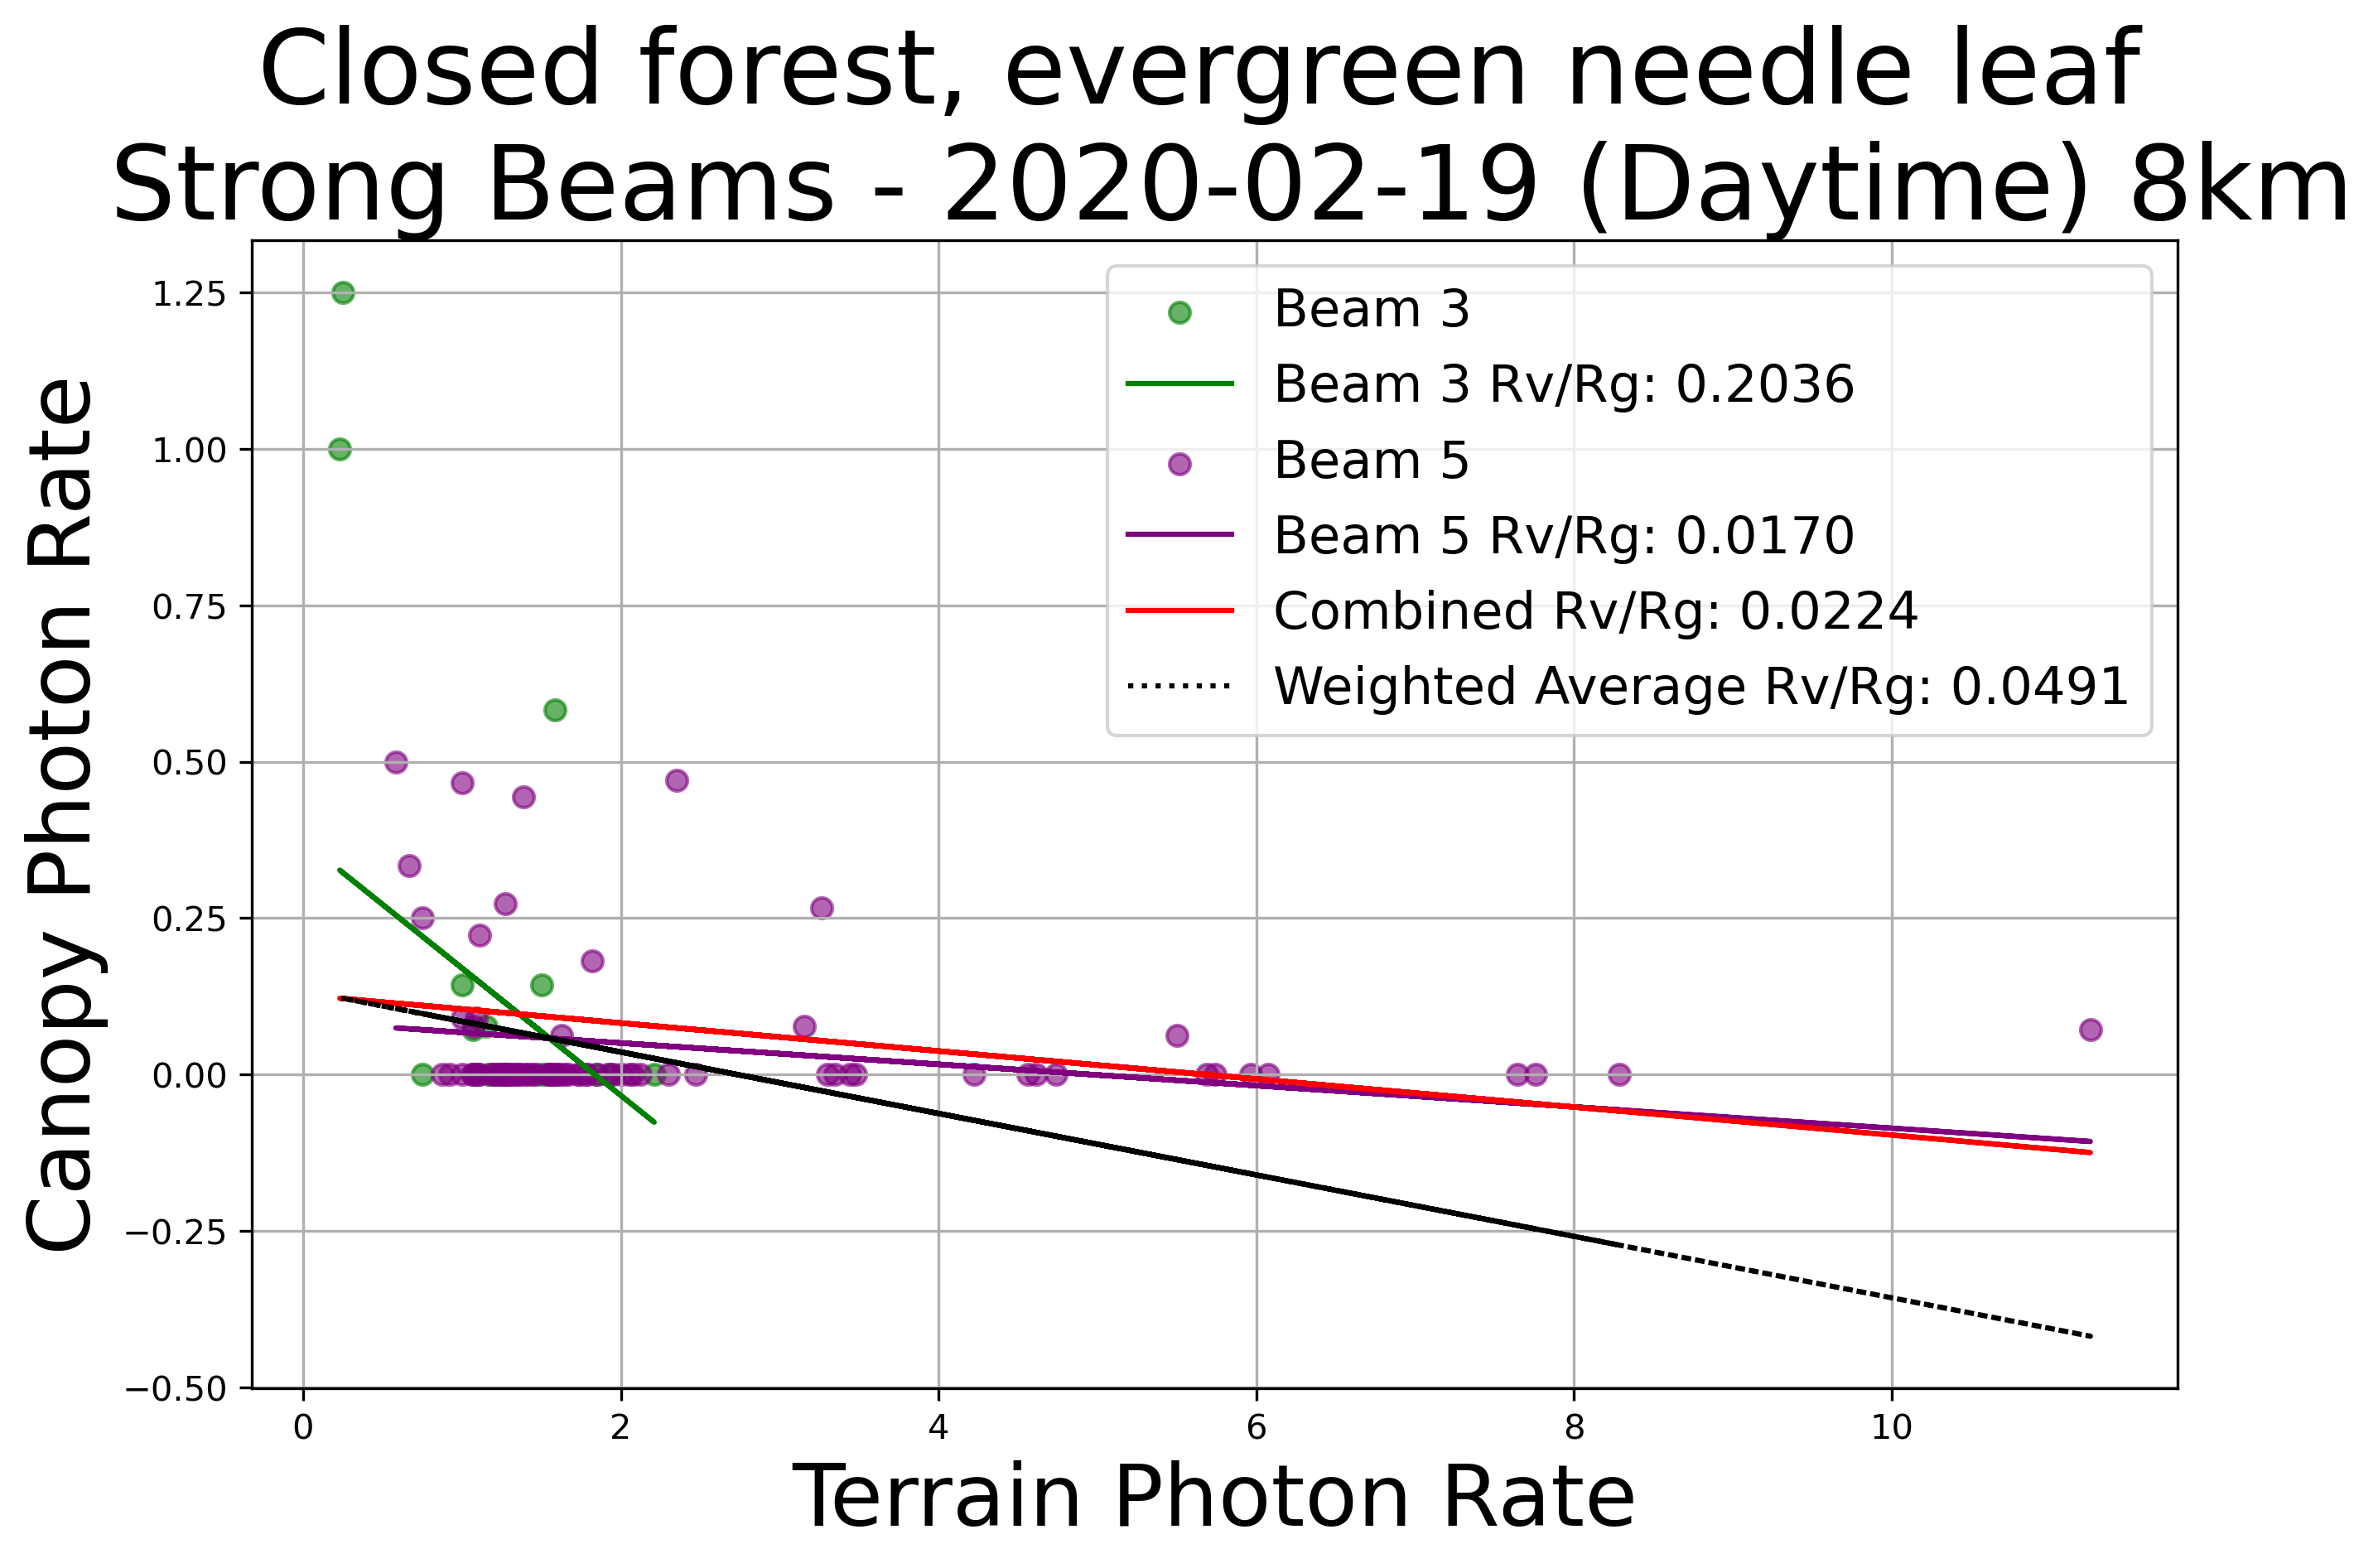 Closed forest, evergreen needle leaf
Strong Beams - 2020-02-19 (Daytime) 8km
Canopy Photon Rate
1.25
1.00
0.75
0.50
0.25
0.00
−0.25
−0.50
Beam 3
Beam 3 Rv/Rg: 0.2036
Beam 5
Beam 5 Rv/Rg: 0.0170
Combined Rv/Rg: 0.0224
Weighted Average Rv/Rg: 0.0491
0 2 4 6 8 10
Terrain Photon Rate